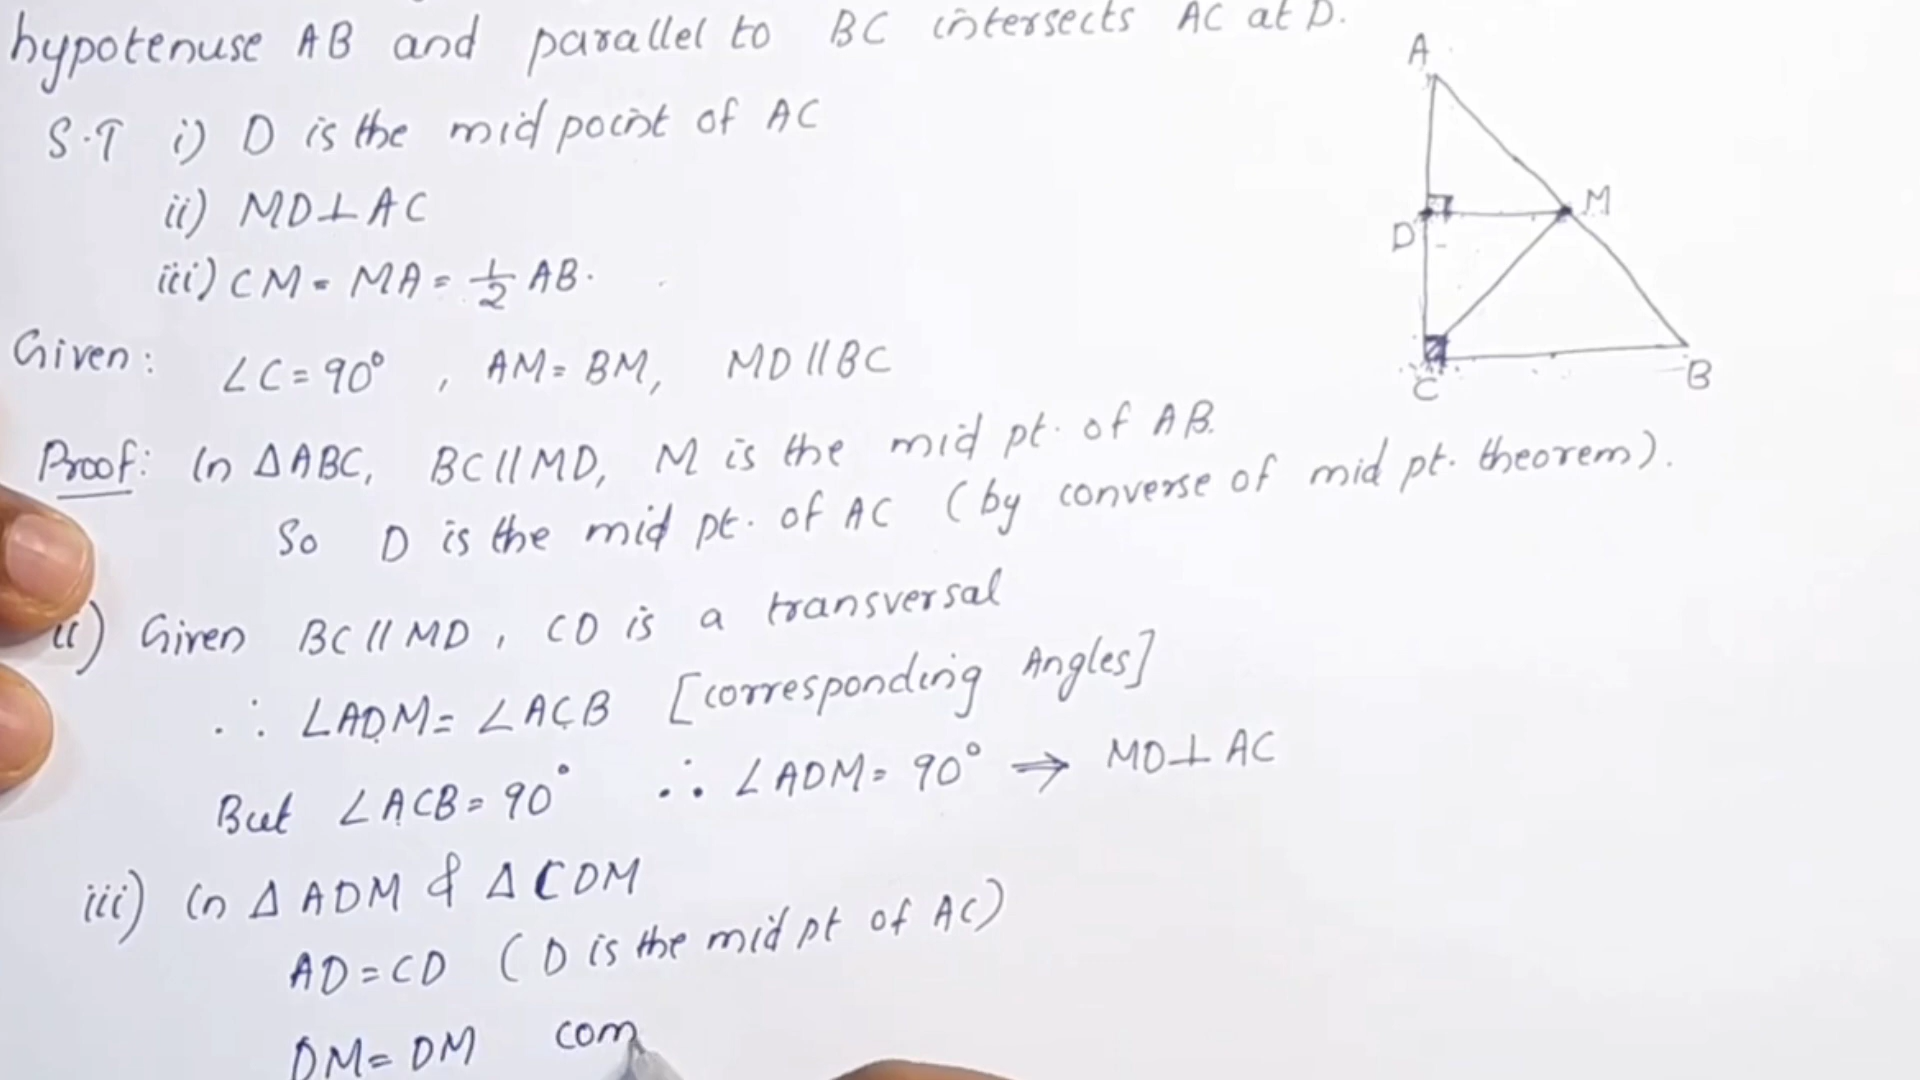 hypotenuse AB and parallel to BC intersects AC at D.
S.T i) D is the mid point of AC
ii) MD⊥AC
iii) CM = MA = 1/2 AB.
Given: ∠C = 90° , AM = BM, MD || BC
Proof: In ΔABC, BC || MD, M is the mid pt. of AB.
So D is the mid pt. of AC (by converse of mid pt. theorem).
ii) Given BC || MD, CD is a transversal
∴ ∠ADM = ∠ACB [corresponding Angles]
But ∠ACB = 90° ∴ ∠ADM = 90° ⇒ MD⊥AC
iii) In ΔADM & ΔCDM
AD = CD (D is the mid pt of AC)
DM = DM com
A
M
D
C
B